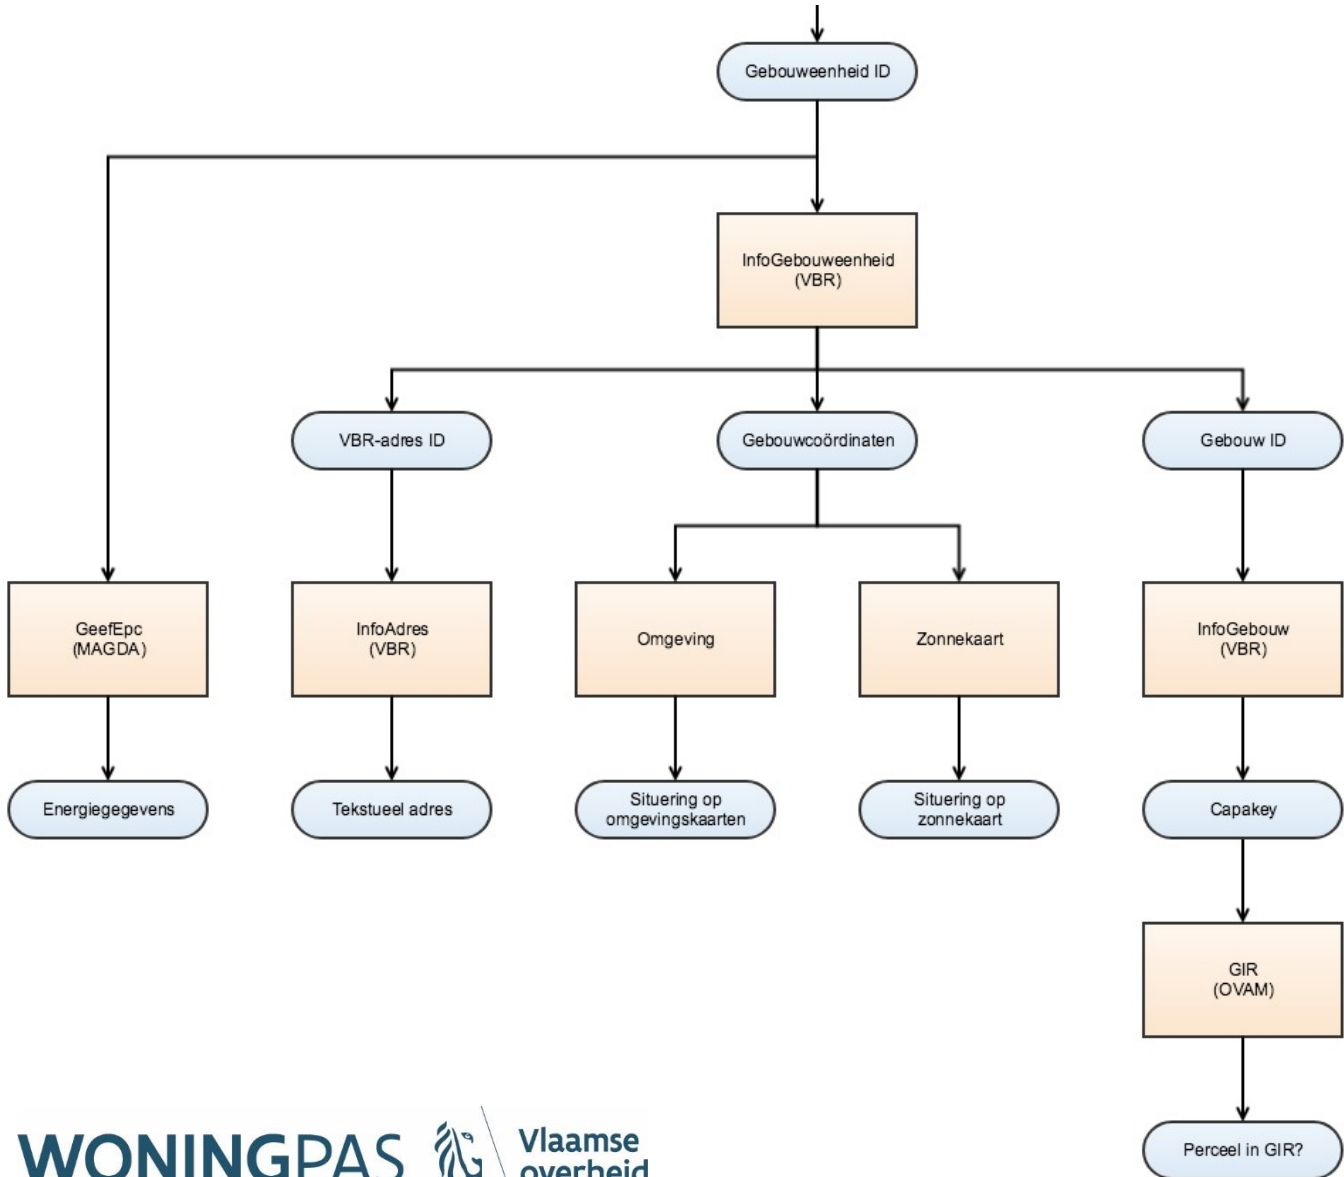 Gebouweenheid ID
InfoGebouweenheid
(VBR)
VBR-adres ID
Gebouwcoördinaten
Gebouw ID
GeefEpc
(MAGDA)
InfoAdres
(VBR)
Omgeving
Zonnekaart
InfoGebouw
(VBR)
Energiegegevens
Tekstueel adres
Situering op
omgevingskaarten
Situering op
zonnekaart
Capakey
GIR
(OVAM)
Perceel in GIR?
WONINGPAS
Vlaamse
overheid